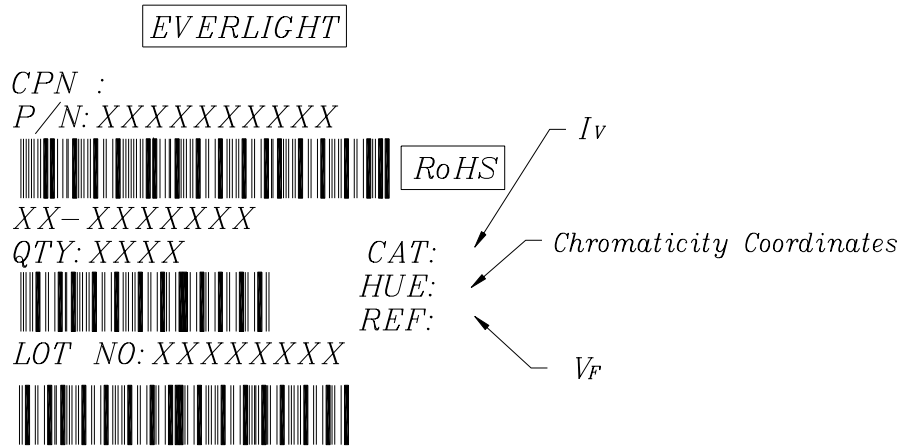 EVERLIGHT
CPN :
P/N: XXXXXXXXXX
RoHS
XX-XXXXXXX
QTY: XXXX
CAT:
HUE:
REF:
LOT NO: XXXXXXXX
Iv
Chromaticity Coordinates
VF